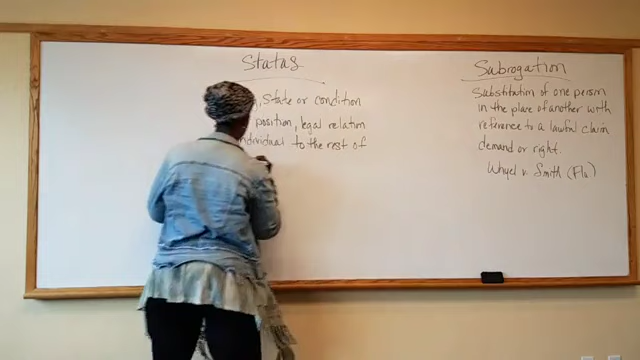 Status
, State or condition
position, legal relation
individual to the rest of
Subrogation
Substitution of one person
in the place of another with
reference to a lawful claim
demand or right.
Whyel v. Smith (Fla.)